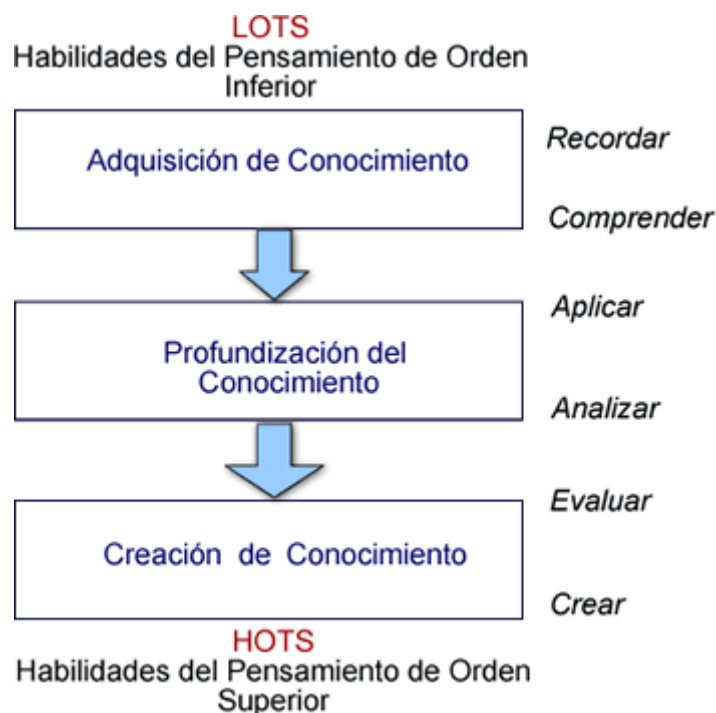 LOTS
Habilidades del Pensamiento de Orden
Inferior
Adquisición de Conocimiento
Recordar
Comprender
Profundización del
Conocimiento
Aplicar
Analizar
Creación de Conocimiento
Evaluar
Crear
HOTS
Habilidades del Pensamiento de Orden
Superior